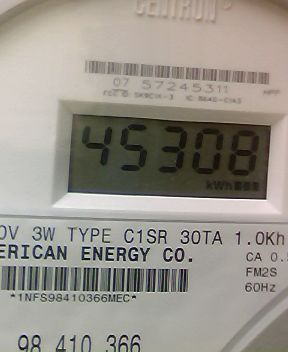 CENTRON®
07 57245311
45308
kWh
0V 3W TYPE C1SR 30TA 1.0Kh
ERICAN ENERGY CO.
CA 0.5
FM2S
60Hz
*1NFS98410366MEC*
98 410 366